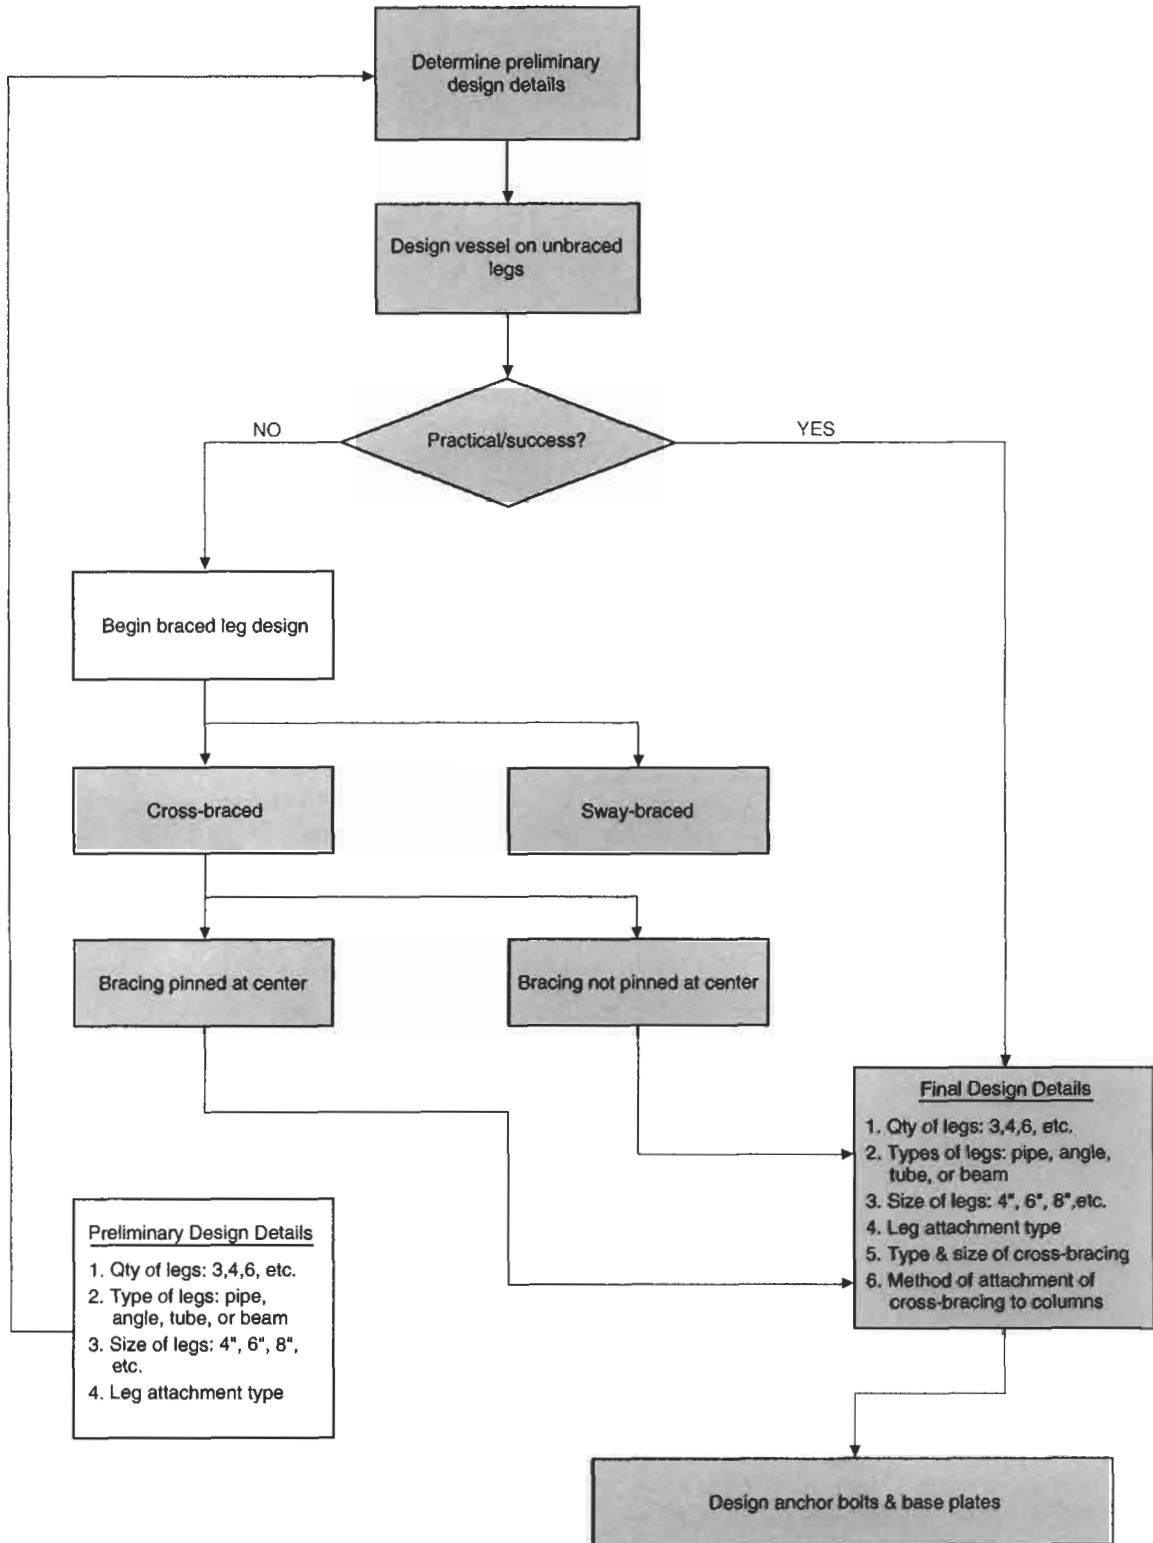 Determine preliminary
design details
Design vessel on unbraced
legs
Practical/success?
NO
YES
Begin braced leg design
Cross-braced
Sway-braced
Bracing pinned at center
Bracing not pinned at center
Final Design Details
1. Qty of legs: 3,4,6, etc.
2. Types of legs: pipe, angle,
tube, or beam
3. Size of legs: 4", 6", 8",etc.
4. Leg attachment type
5. Type & size of cross-bracing
6. Method of attachment of
cross-bracing to columns
Preliminary Design Details
1. Qty of legs: 3,4,6, etc.
2. Type of legs: pipe,
angle, tube, or beam
3. Size of legs: 4", 6", 8",
etc.
4. Leg attachment type
Design anchor bolts & base plates